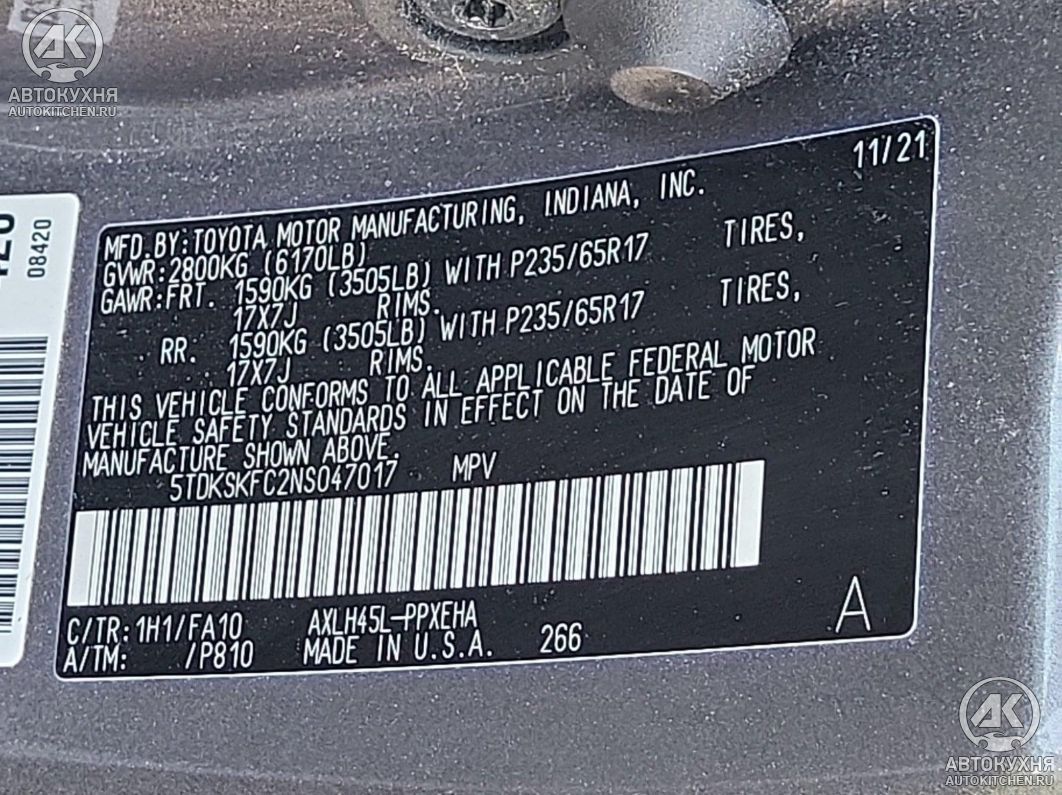 АК
АВТОКУХНЯ
AUTOKITCHEN.RU
08420
11/21
MFD.BY:TOYOTA MOTOR MANUFACTURING, INDIANA, INC.
GVWR:2800KG (6170LB)
GAWR:FRT. 1590KG (3505LB) WITH P235/65R17 TIRES,
17X7J RIMS.
RR. 1590KG (3505LB) WITH P235/65R17 TIRES,
17X7J RIMS.
THIS VEHICLE CONFORMS TO ALL APPLICABLE FEDERAL MOTOR
VEHICLE SAFETY STANDARDS IN EFFECT ON THE DATE OF
MANUFACTURE SHOWN ABOVE.
5TDKSKFC2NS047017 MPV
C/TR:1H1/FA10 AXLH45L-PPXEHA
A/TM: /P810 MADE IN U.S.A. 266
A
АК
АВТОКУХНЯ
AUTOKITCHEN.RU